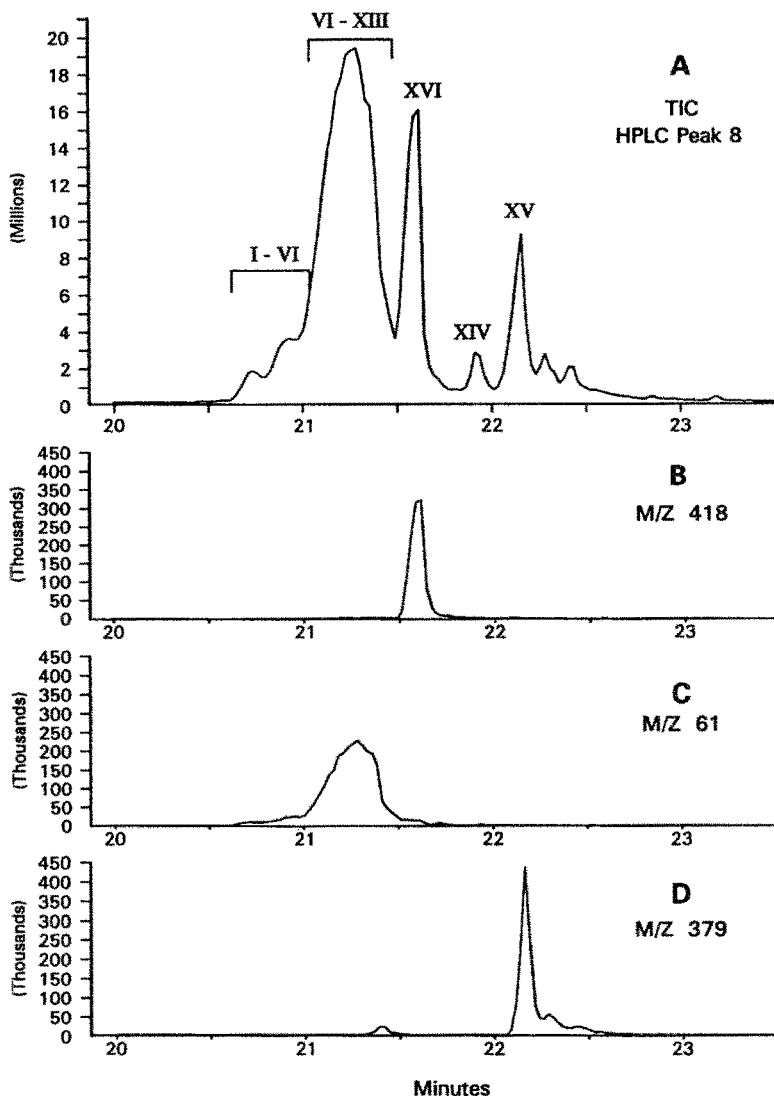 VI - XIII
20
18
16
14
12
10
8
6
4
2
0
(Millions)
A
TIC
HPLC Peak 8
XVI
XV
I - VI
XIV
20 21 22 23
450
400
350
300
250
200
150
100
50
0
(Thousands)
B
M/Z 418
20 21 22 23
450
400
350
300
250
200
150
100
50
0
(Thousands)
C
M/Z 61
20 21 22 23
450
400
350
300
250
200
150
100
50
0
(Thousands)
D
M/Z 379
20 21 22 23
Minutes